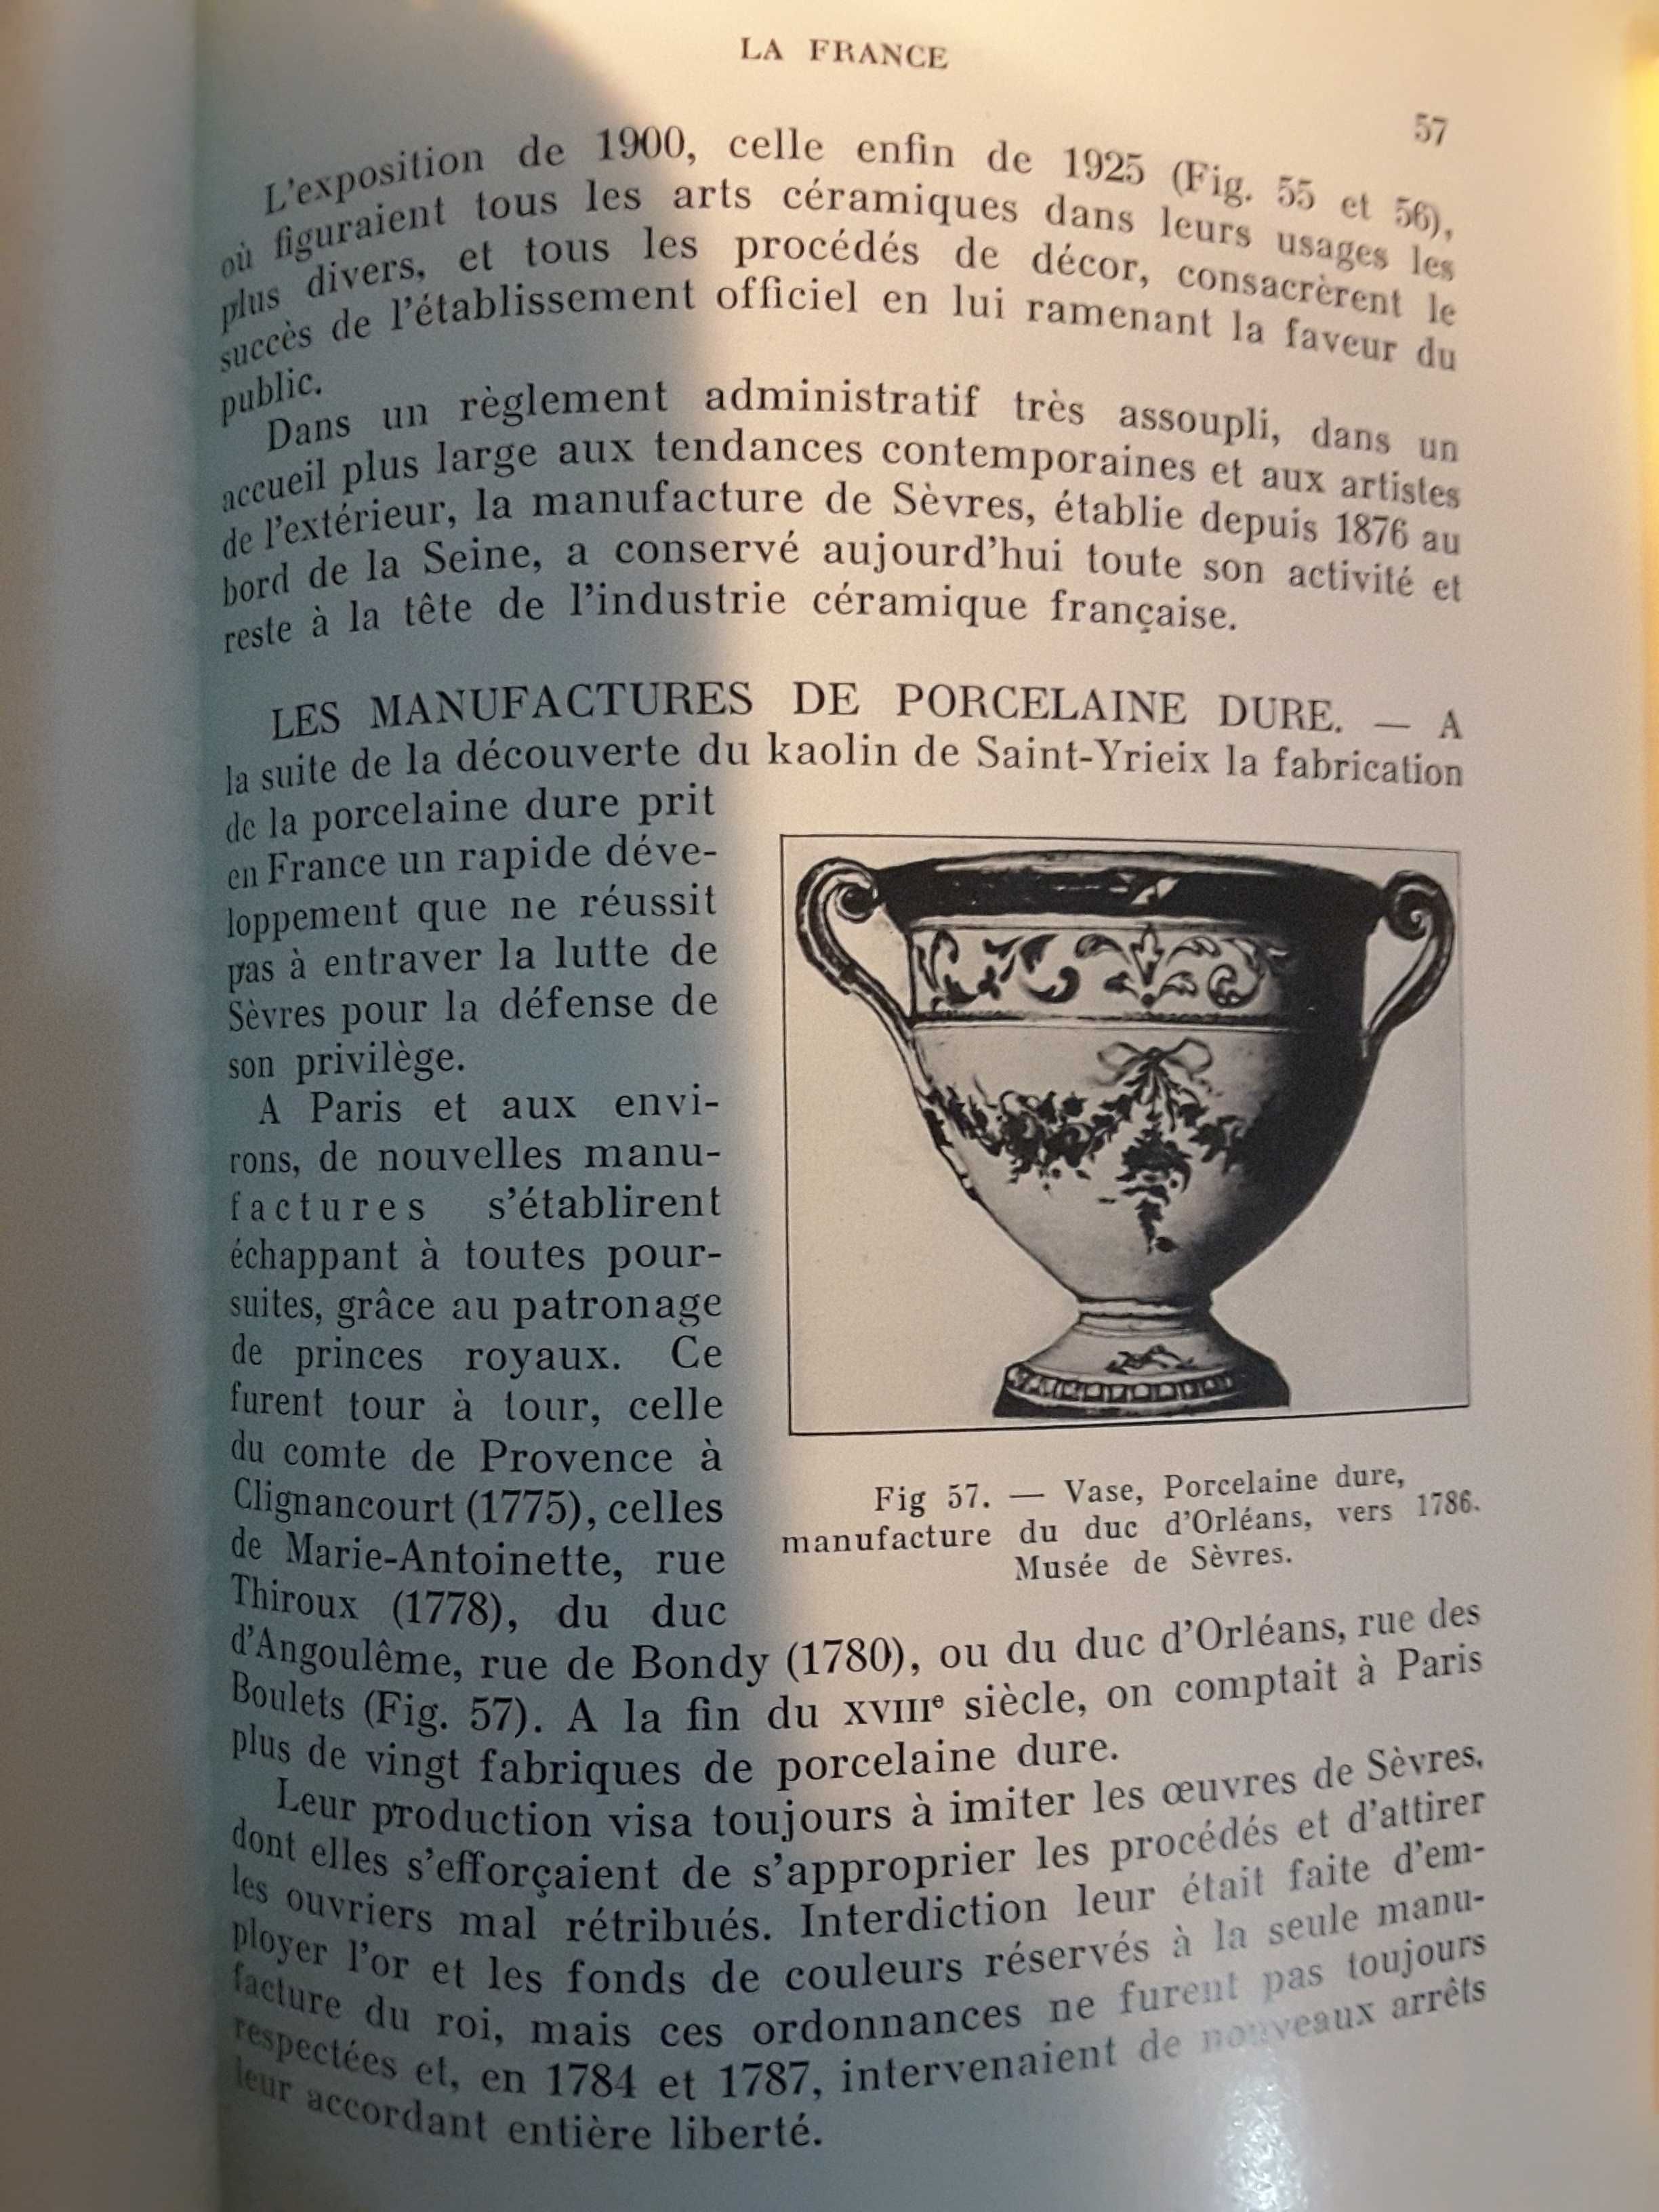 LA FRANCE
57
L'exposition de 1900, celle enfin de 1925 (Fig. 55 et 56),
où figuraient tous les arts céramiques dans leurs usages les
plus divers, et tous les procédés de décor, consacrèrent le
succès de l'établissement officiel en lui ramenant la faveur du
public.
Dans un règlement administratif très assoupli, dans un
accueil plus large aux tendances contemporaines et aux artistes
de l'extérieur, la manufacture de Sèvres, établie depuis 1876 au
bord de la Seine, a conservé aujourd'hui toute son activité et
reste à la tête de l'industrie céramique française.
LES MANUFACTURES DE PORCELAINE DURE. — A
la suite de la découverte du kaolin de Saint-Yrieix la fabrication
de la porcelaine dure prit
en France un rapide déve-
loppement que ne réussit
pas à entraver la lutte de
Sèvres pour la défense de
son privilège.
A Paris et aux envi-
rons, de nouvelles manu-
factures s'établirent
échappant à toutes pour-
suites, grâce au patronage
de princes royaux. Ce
furent tour à tour, celle
du comte de Provence à
Clignancourt (1775), celles
de Marie-Antoinette, rue
Thiroux (1778), du duc
d'Angoulême, rue de Bondy (1780), ou du duc d'Orléans, rue des
Boulets (Fig. 57). A la fin du XVIIIe siècle, on comptait à Paris
plus de vingt fabriques de porcelaine dure.
Leur production visa toujours à imiter les œuvres de Sèvres,
dont elles s'efforçaient de s'approprier les procédés et d'attirer
les ouvriers mal rétribués. Interdiction leur était faite d'em-
ployer l'or et les fonds de couleurs réservés à la seule manu-
facture du roi, mais ces ordonnances ne furent pas toujours
respectées et, en 1784 et 1787, intervenaient de nouveaux arrêts
leur accordant entière liberté.
Fig 57. — Vase, Porcelaine dure,
manufacture du duc d'Orléans, vers 1786.
Musée de Sèvres.